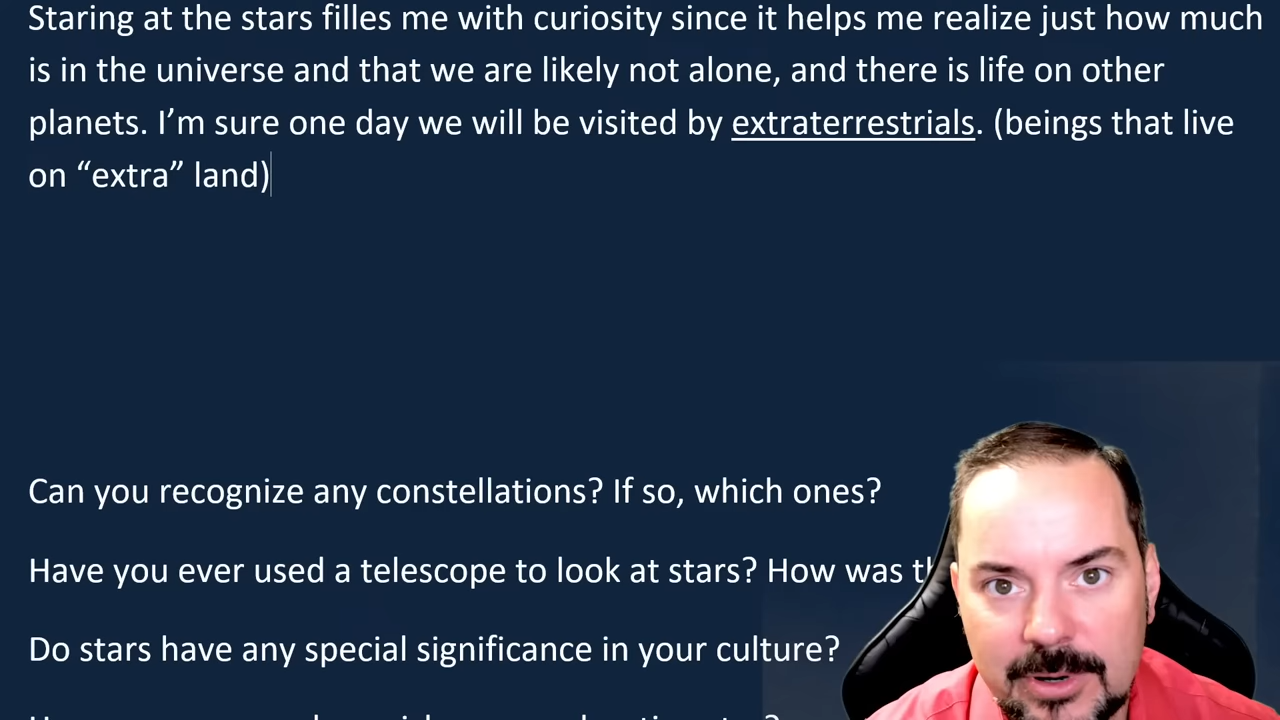 Staring at the stars filles me with curiosity since it helps me realize just how much
is in the universe and that we are likely not alone, and there is life on other
planets. I’m sure one day we will be visited by extraterrestrials. (beings that live
on “extra” land)
Can you recognize any constellations? If so, which ones?
Have you ever used a telescope to look at stars? How was
Do stars have any special significance in your culture?